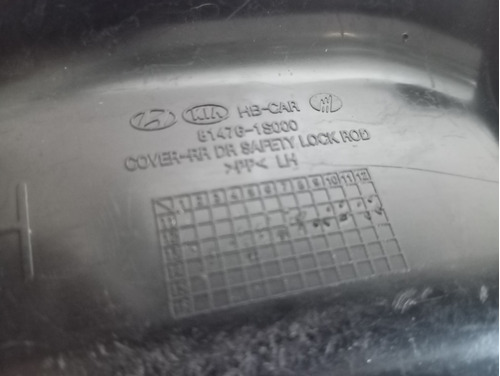 KIA HB-CAR
81476-1S000
COVER-RR DR SAFETY LOCK ROD
>PP< LH
1 2 3 4 5 6 7 8 9 10 11 12